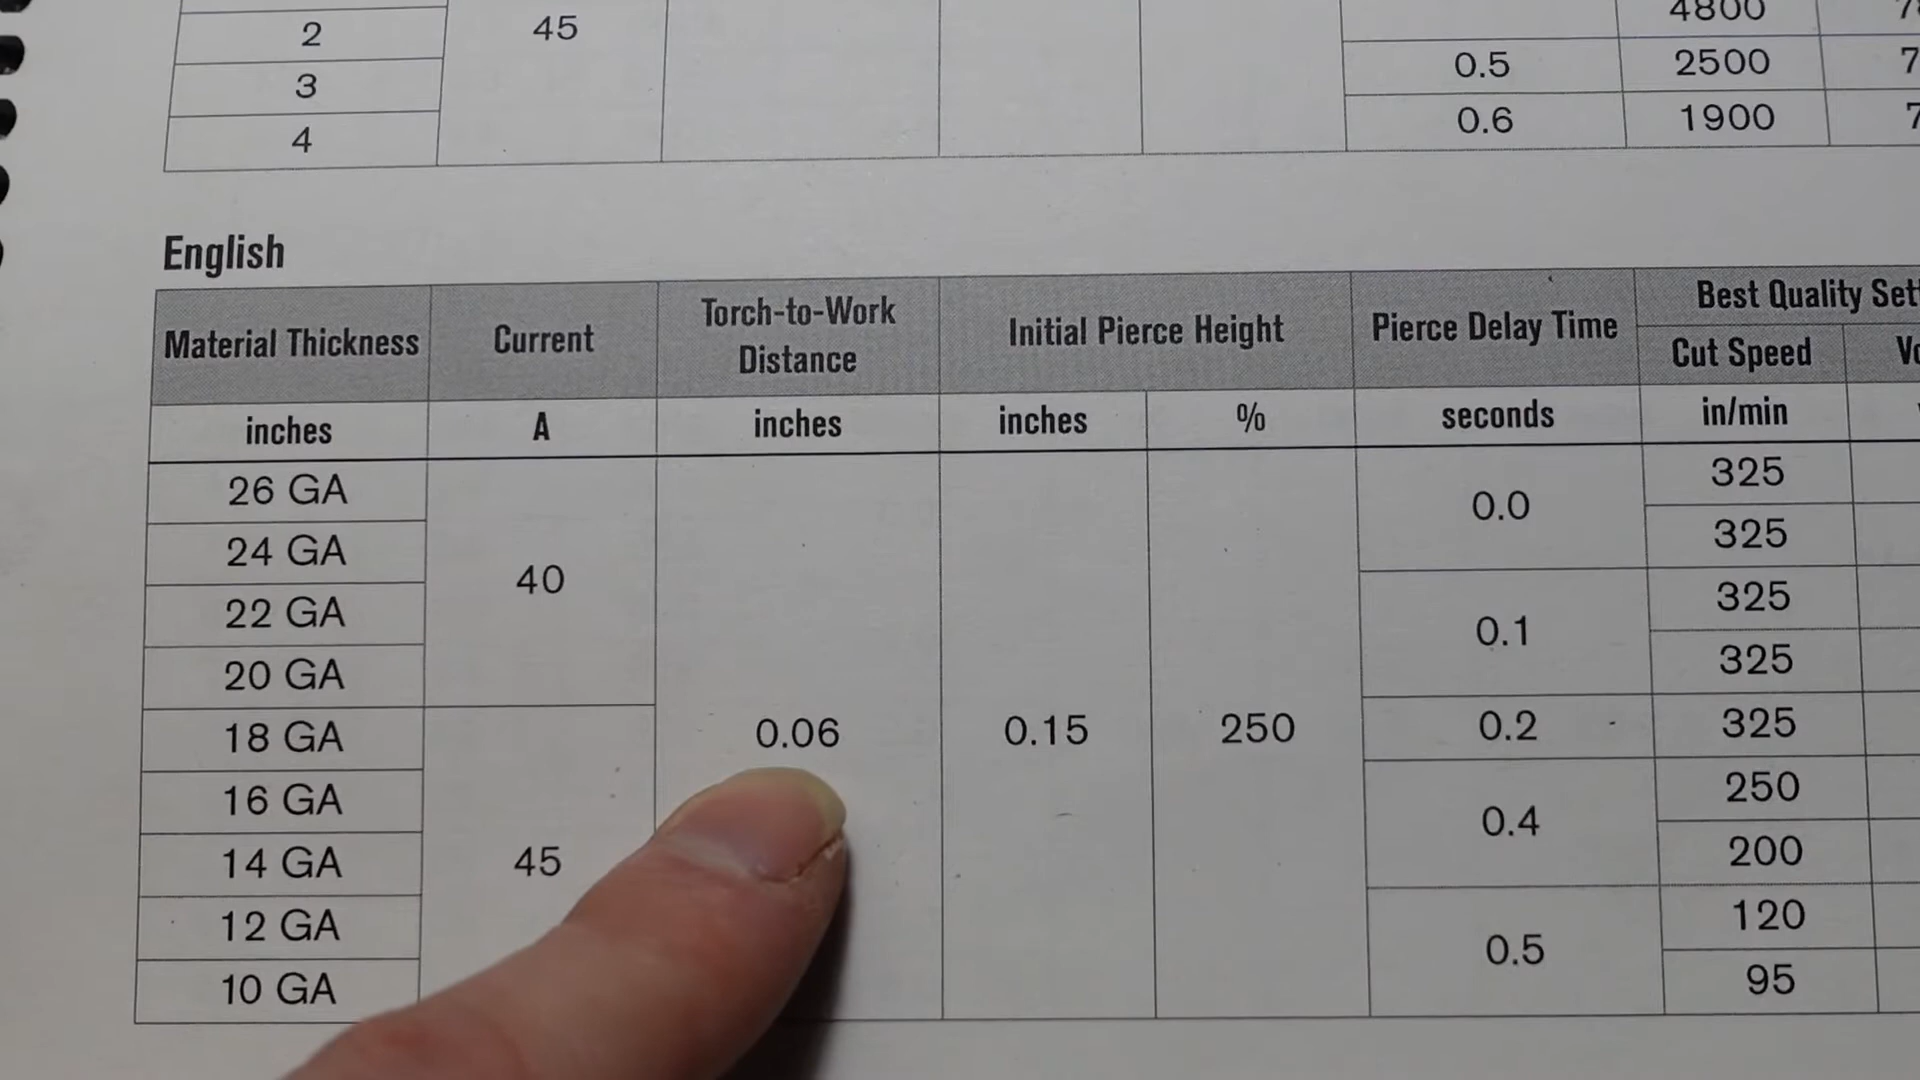 4800
2 45
0.5 2500
3
0.6 1900
4
English
Material Thickness Current Torch-to-Work Distance Initial Pierce Height Pierce Delay Time Best Quality
Cut Speed
inches A inches inches % seconds in/min
26 GA 325
0.0
24 GA 325
40
22 GA 325
0.1
20 GA 325
18 GA 0.06 0.15 250 0.2 325
16 GA 250
0.4
14 GA 45 200
12 GA 120
0.5
10 GA 95